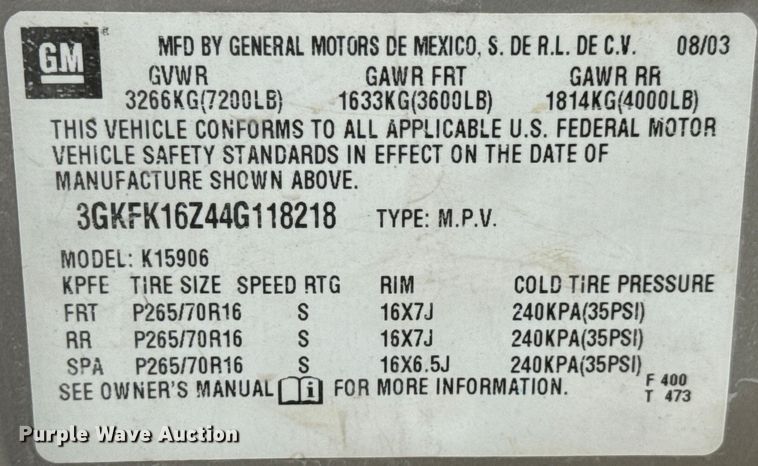 GM
MFD BY GENERAL MOTORS DE MEXICO, S. DE R.L. DE C.V. 08/03
GVWR GAWR FRT GAWR RR
3266KG(7200LB) 1633KG(3600LB) 1814KG(4000LB)
THIS VEHICLE CONFORMS TO ALL APPLICABLE U.S. FEDERAL MOTOR
VEHICLE SAFETY STANDARDS IN EFFECT ON THE DATE OF
MANUFACTURE SHOWN ABOVE.
3GKFK16Z44G118218 TYPE: M.P.V.
MODEL: K15906
KPFE TIRE SIZE SPEED RTG RIM COLD TIRE PRESSURE
FRT P265/70R16 S 16X7J 240KPA(35PSI)
RR P265/70R16 S 16X7J 240KPA(35PSI)
SPA P265/70R16 S 16X6.5J 240KPA(35PSI)
SEE OWNER'S MANUAL i FOR MORE INFORMATION. F 400
T 473
Purple Wave Auction